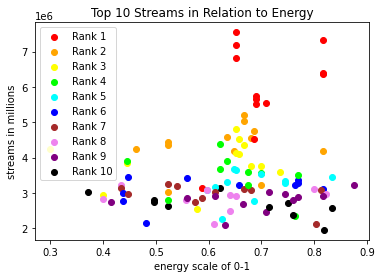 Top 10 Streams in Relation to Energy
1e6
streams in millions
7
6
5
4
3
2
Rank 1
Rank 2
Rank 3
Rank 4
Rank 5
Rank 6
Rank 7
Rank 8
Rank 9
Rank 10
0.3 0.4 0.5 0.6 0.7 0.8 0.9
energy scale of 0-1